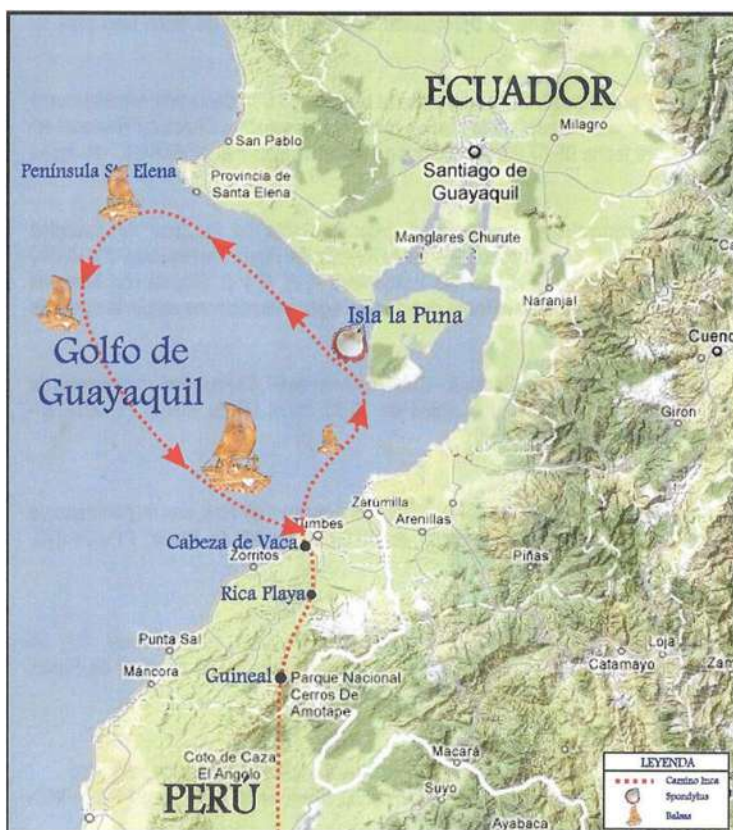 ECUADOR
Milagro
San Pablo
Península Sta Elena
Provincia de
Santa Elena
Santiago de
Guayaquil
Manglares Churute
Naranjal
Isla la Puna
Golfo de
Guayaquil
Cuenc
Giron
Zarumilla
Tumbes
Arenillas
Cabeza de Vaca
Zorritos
Piñas
Rica Playa
Punta Sal
Loja
Catamayo
Zam
Máncora
Guineal
Parque Nacional
Cerros De
Amotape
Coto de Caza
El Angolo
Macará
PERÚ
Suyo
Ayabaca
LEYENDA
Camino Inca
Spondylus
Balsas